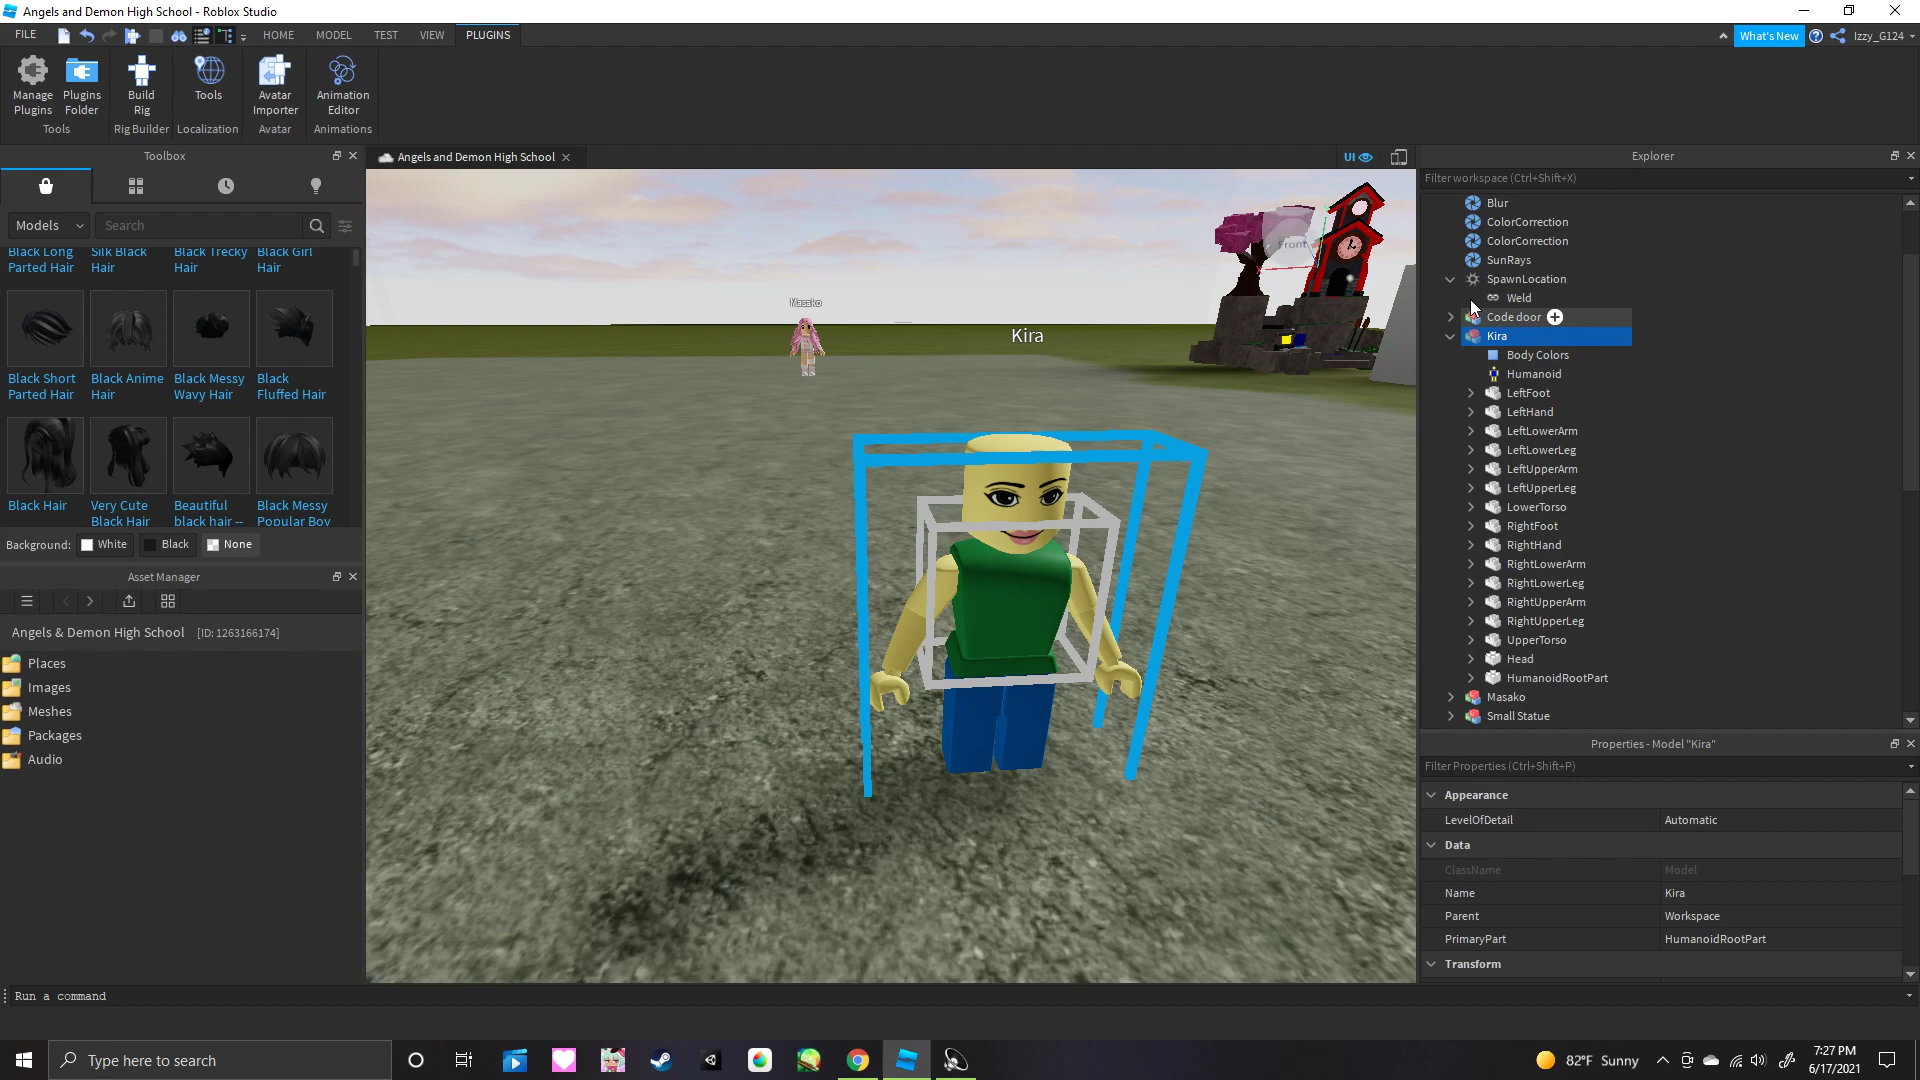 Angels and Demon High School - Roblox Studio
FILE
HOME
MODEL
TEST
VIEW
PLUGINS
What's New
Izzy_G124
Manage Plugins
Plugins Folder
Build Rig
Tools
Avatar Importer
Animation Editor
Tools
Rig Builder
Localization
Avatar
Animations
Toolbox
Angels and Demon High School
UI
Explorer
Filter workspace (Ctrl+Shift+X)
Models
Search
Black Long Parted Hair
Silk Black Hair
Black Trecky Hair
Black Girl Hair
Black Short Parted Hair
Black Anime Hair
Black Messy Wavy Hair
Black Fluffed Hair
Black Hair
Very Cute Black Hair
Beautiful black hair --
Black Messy Popular Boy
Background:
White
Black
None
Asset Manager
Angels & Demon High School [ID: 1263166174]
Places
Images
Meshes
Packages
Audio
Masako
Kira
Front
Blur
ColorCorrection
ColorCorrection
SunRays
SpawnLocation
Weld
Code door
Kira
Body Colors
Humanoid
LeftFoot
LeftHand
LeftLowerArm
LeftLowerLeg
LeftUpperArm
LeftUpperLeg
LowerTorso
RightFoot
RightHand
RightLowerArm
RightLowerLeg
RightUpperArm
RightUpperLeg
UpperTorso
Head
HumanoidRootPart
Masako
Small Statue
Properties - Model "Kira"
Filter Properties (Ctrl+Shift+P)
Appearance
LevelOfDetail Automatic
Data
ClassName Model
Name Kira
Parent Workspace
PrimaryPart HumanoidRootPart
Transform
Run a command
Type here to search
82°F Sunny
7:27 PM
6/17/2021